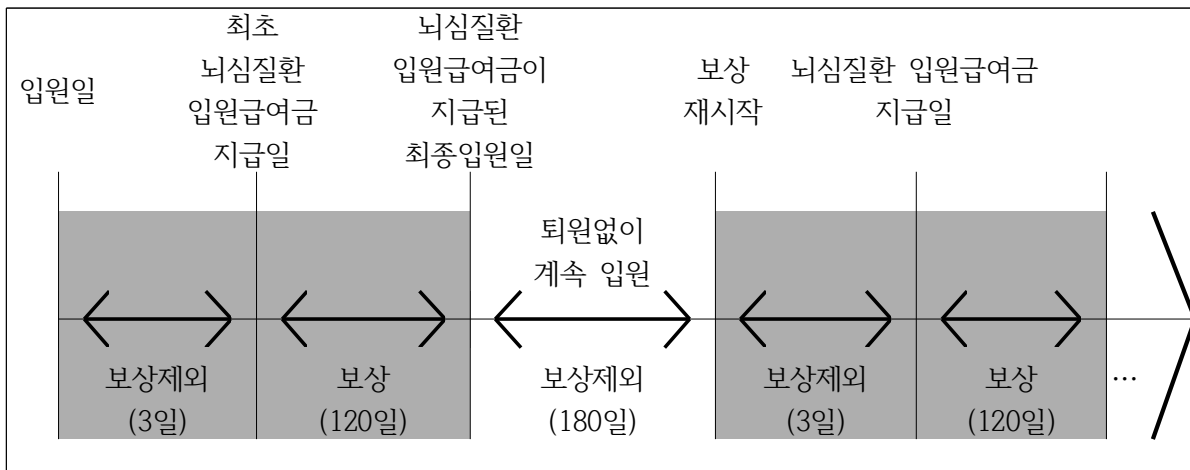 입원일
최초
뇌심질환
입원급여금
지급일
뇌심질환
입원급여금이
지급된
최종입원일
보상
재시작
뇌심질환 입원급여금
지급일
퇴원없이
계속 입원
보상제외
(3일)
보상
(120일)
보상제외
(180일)
보상제외
(3일)
보상
(120일)
…